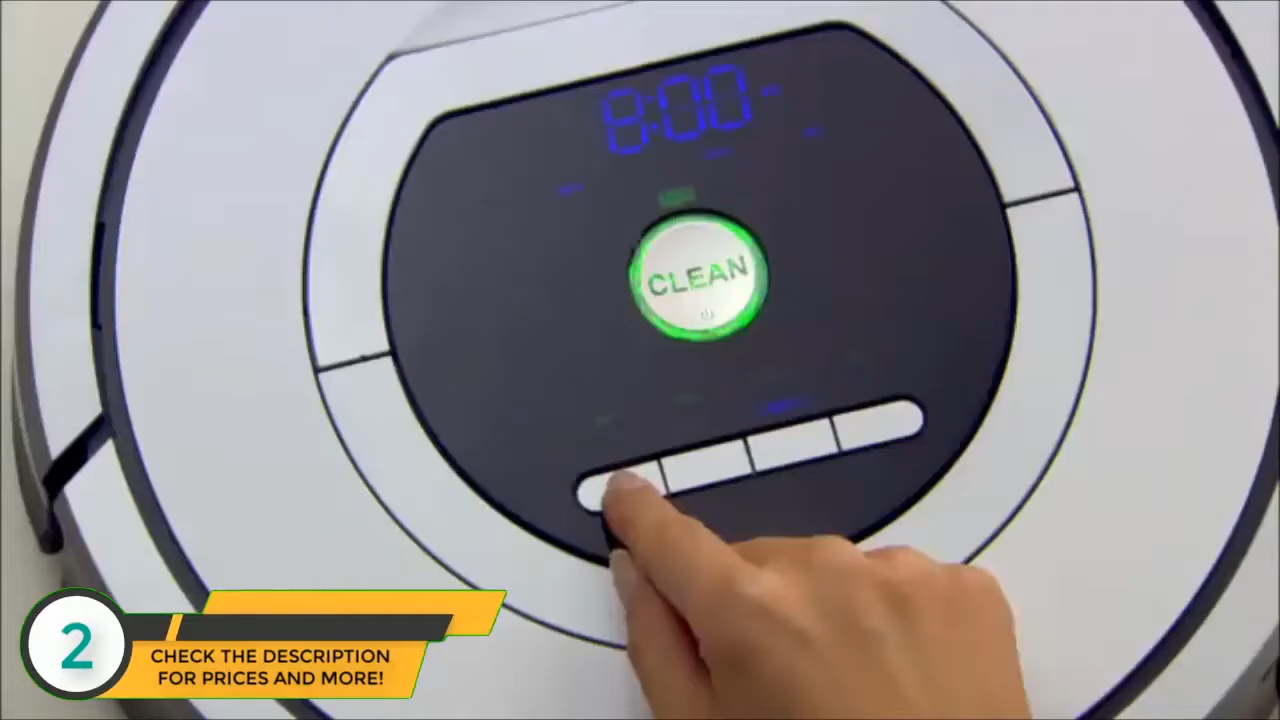 8:00
CLEAN
2
CHECK THE DESCRIPTION
FOR PRICES AND MORE!